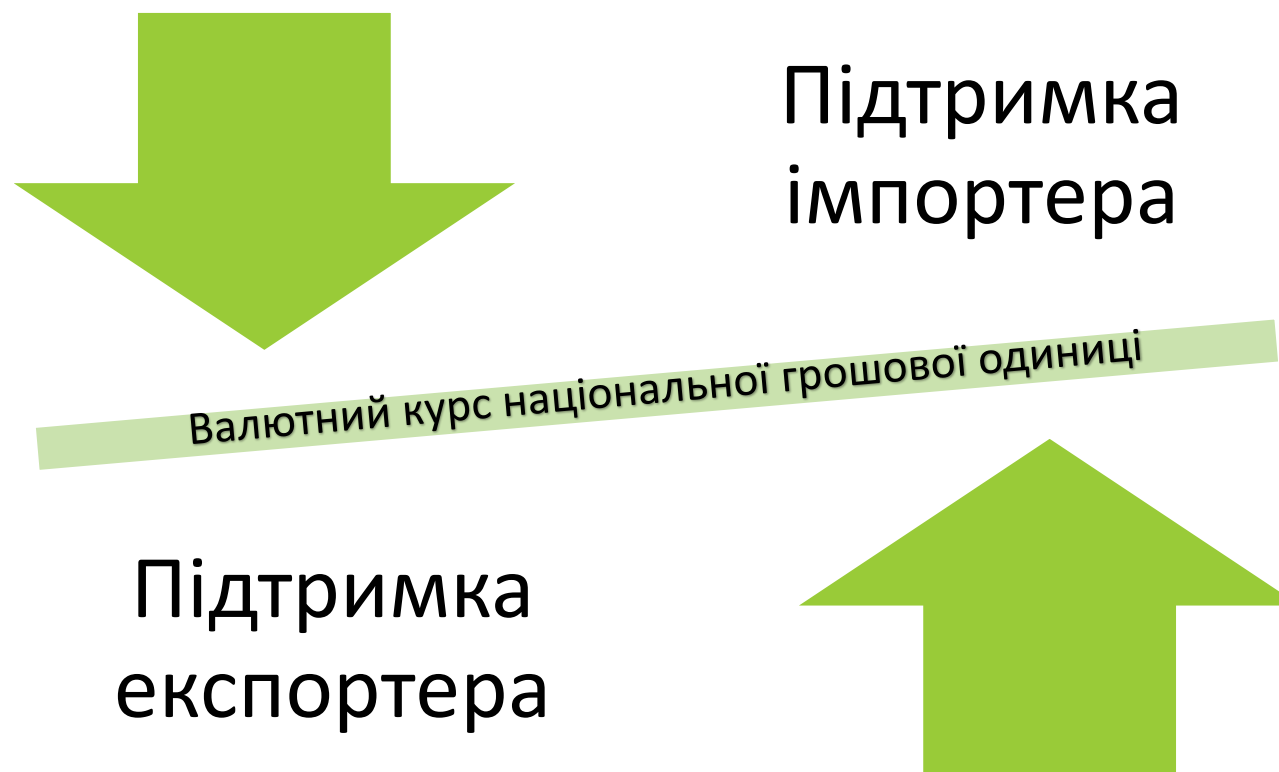 Підтримка
імпортера
Валютний курс національної грошової одиниці
Підтримка
експортера